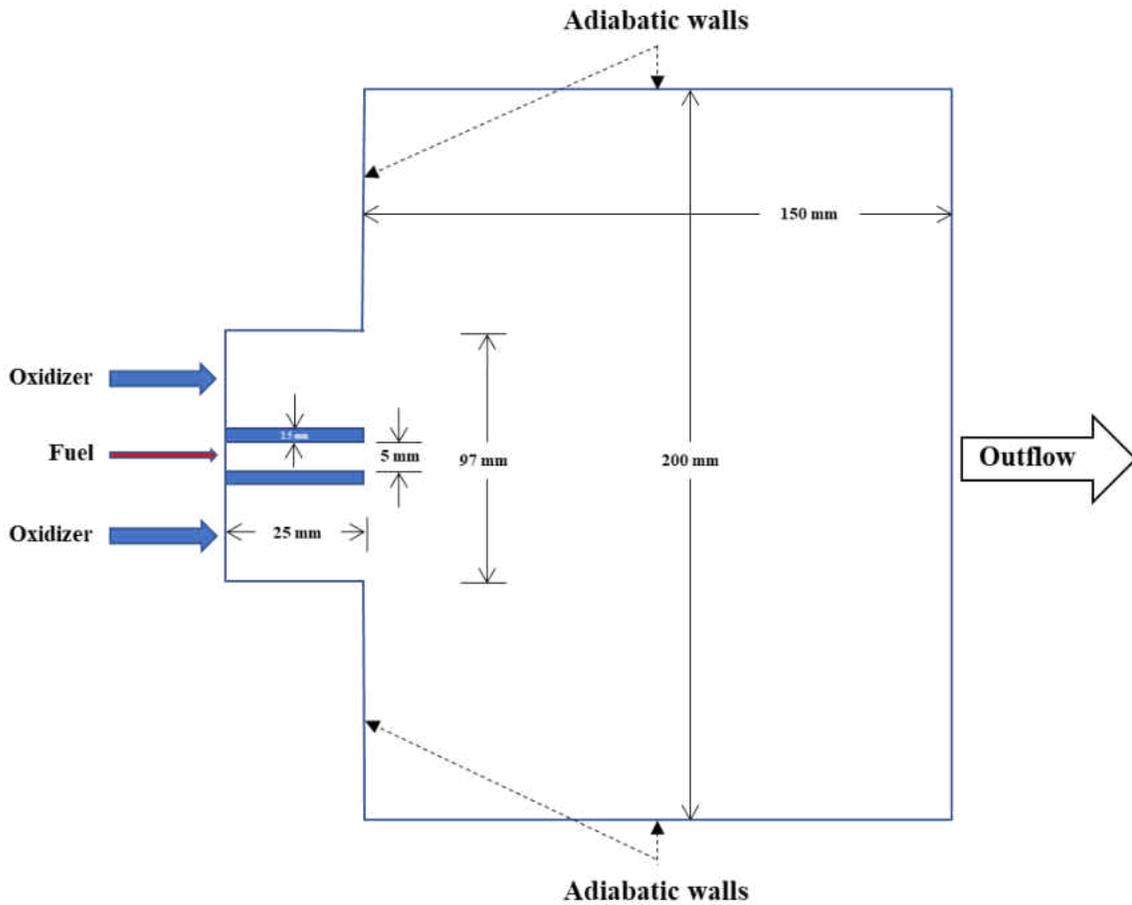 Adiabatic walls
150 mm
Oxidizer
Fuel
5 mm
97 mm
200 mm
Outflow
Oxidizer
25 mm
Adiabatic walls